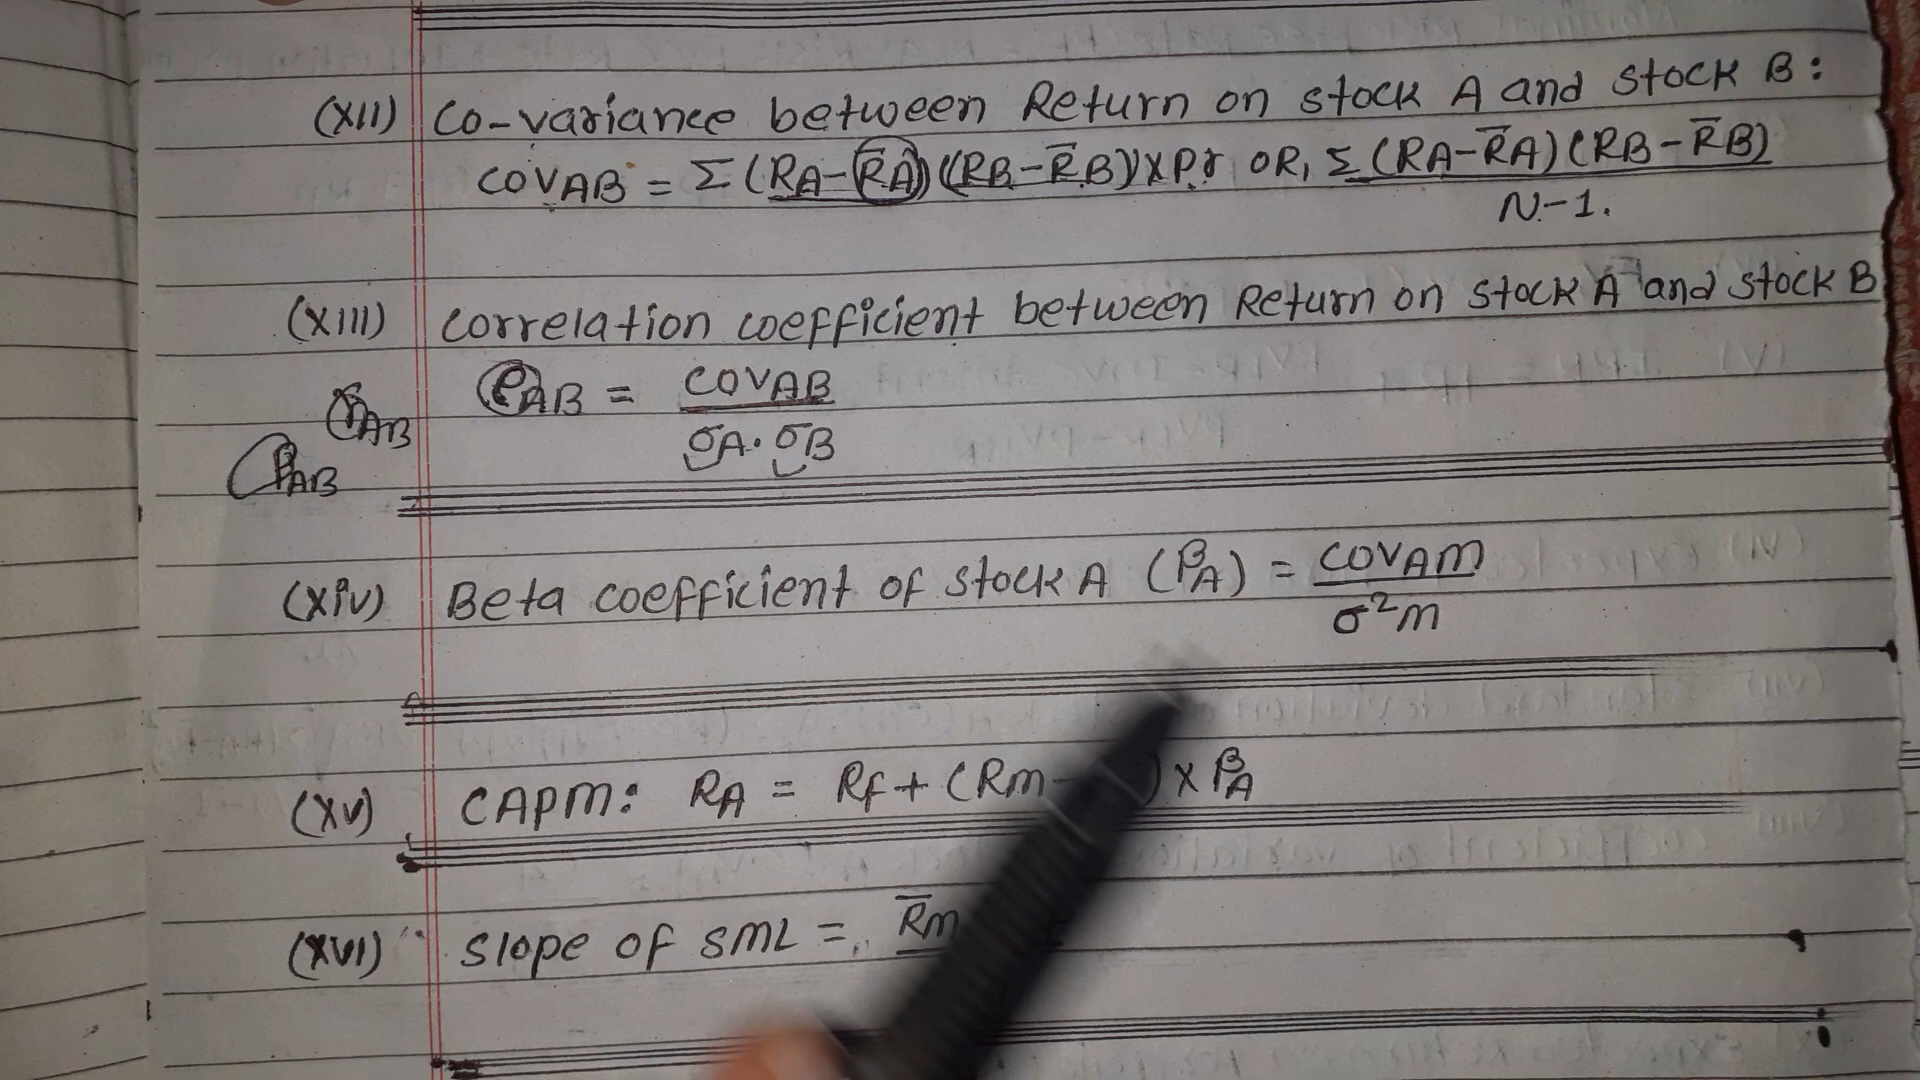 (XII) Co-variance between Return on stock A and stock B:
COVAB = Σ (RA-R̅A) (RB-R̅B) x Pr OR, Σ (RA-R̅A) (RB-R̅B)
N-1.
(XIII) Correlation coefficient between Return on stock A and stock B
ρAB = COVAB
σA. σB
rAB
PAB
(xiv) Beta coefficient of stock A (βA) = COVAM
σ²m
(XV) CAPM: RA = RF + (Rm- ) x βA
(XVI) slope of SML = R̅m